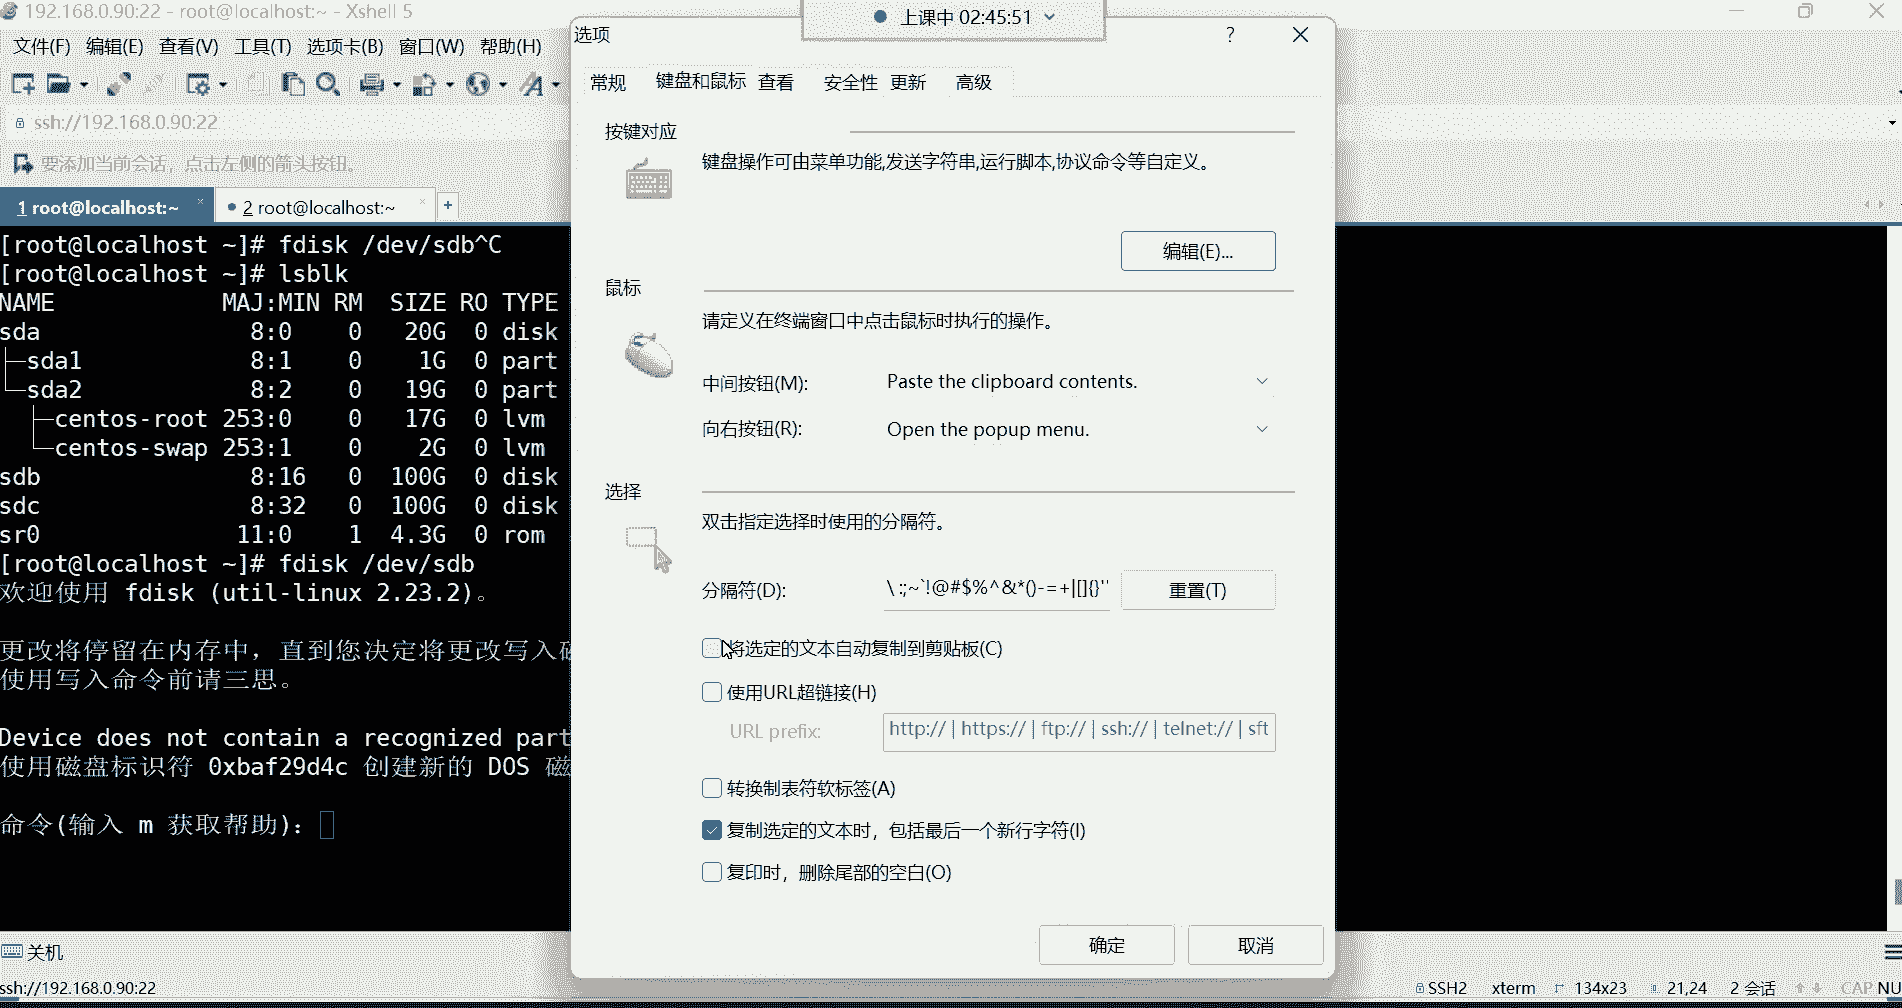 192.168.0.90:22 - root@localhost:~ - Xshell 5
上课中 02:45:51
文件(F) 编辑(E) 查看(V) 工具(T) 选项卡(B) 窗口(W) 帮助(H)
ssh://192.168.0.90:22
要添加当前会话，点击左侧的箭头按钮。
1 root@localhost:~ × 2 root@localhost:~ × +
[root@localhost ~]# fdisk /dev/sdb^C
[root@localhost ~]# lsblk
NAME MAJ:MIN RM SIZE RO TYPE
sda 8:0 0 20G 0 disk
├─sda1 8:1 0 1G 0 part
└─sda2 8:2 0 19G 0 part
├─centos-root 253:0 0 17G 0 lvm
└─centos-swap 253:1 0 2G 0 lvm
sdb 8:16 0 100G 0 disk
sdc 8:32 0 100G 0 disk
sr0 11:0 1 4.3G 0 rom
[root@localhost ~]# fdisk /dev/sdb
欢迎使用 fdisk (util-linux 2.23.2)。
更改将停留在内存中，直到您决定将更改写入
使用写入命令前请三思。
Device does not contain a recognized part
使用磁盘标识符 0xbaf29d4c 创建新的 DOS 磁
命令(输入 m 获取帮助)：
选项 ?
常规 键盘和鼠标 查看 安全性 更新 高级
按键对应
键盘操作可由菜单功能,发送字符串,运行脚本,协议命令等自定义。
编辑(E)...
鼠标
请定义在终端窗口中点击鼠标时执行的操作。
中间按钮(M): Paste the clipboard contents.
向右按钮(R): Open the popup menu.
选择
双击指定选择时使用的分隔符。
分隔符(D): \ :;~`!@#$%^&*()-=+|[]{}'" 重置(T)
将选定的文本自动复制到剪贴板(C)
使用URL超链接(H)
URL prefix: http:// | https:// | ftp:// | ssh:// | telnet:// | sft
转换制表符软标签(A)
复制选定的文本时，包括最后一个新行字符(I)
复印时，删除尾部的空白(O)
确定 取消
关机
ssh://192.168.0.90:22 SSH2 xterm 134x23 21,24 2 会话 CAP NU